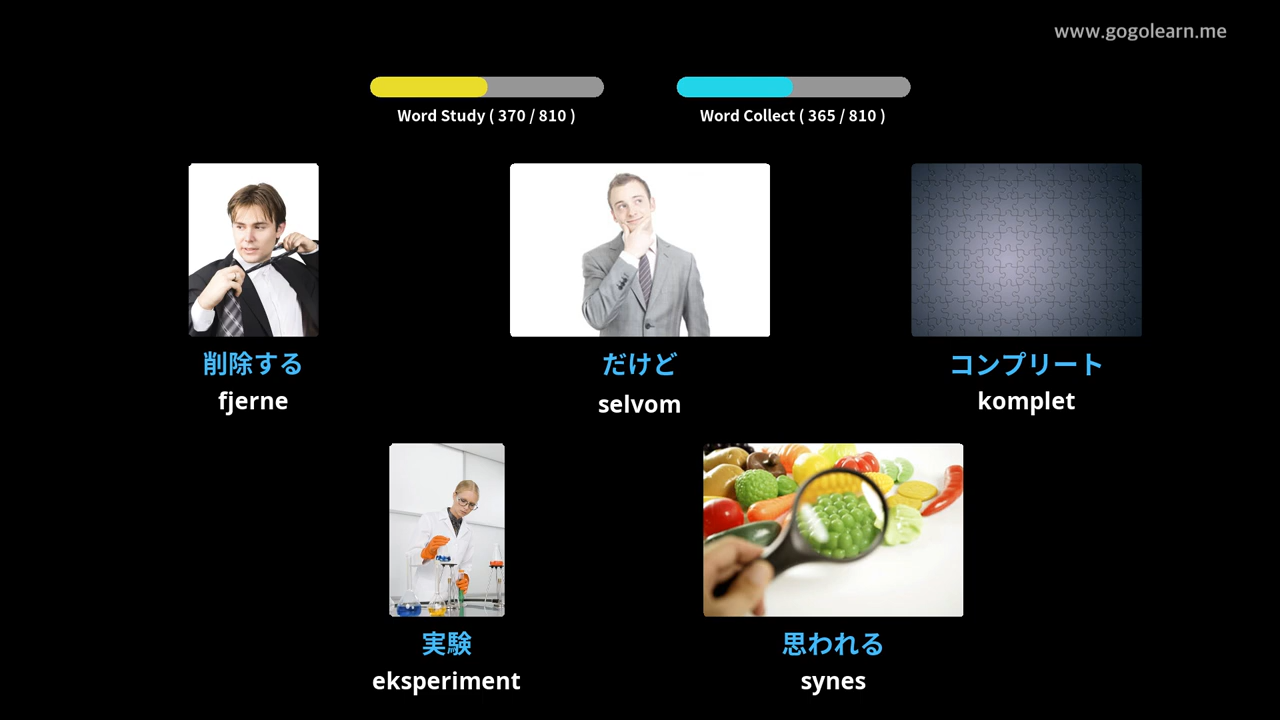 www.gogolearn.me
Word Study ( 370 / 810 )
Word Collect ( 365 / 810 )
削除する
fjerne
だけど
selvom
コンプリート
komplet
実験
eksperiment
思われる
synes